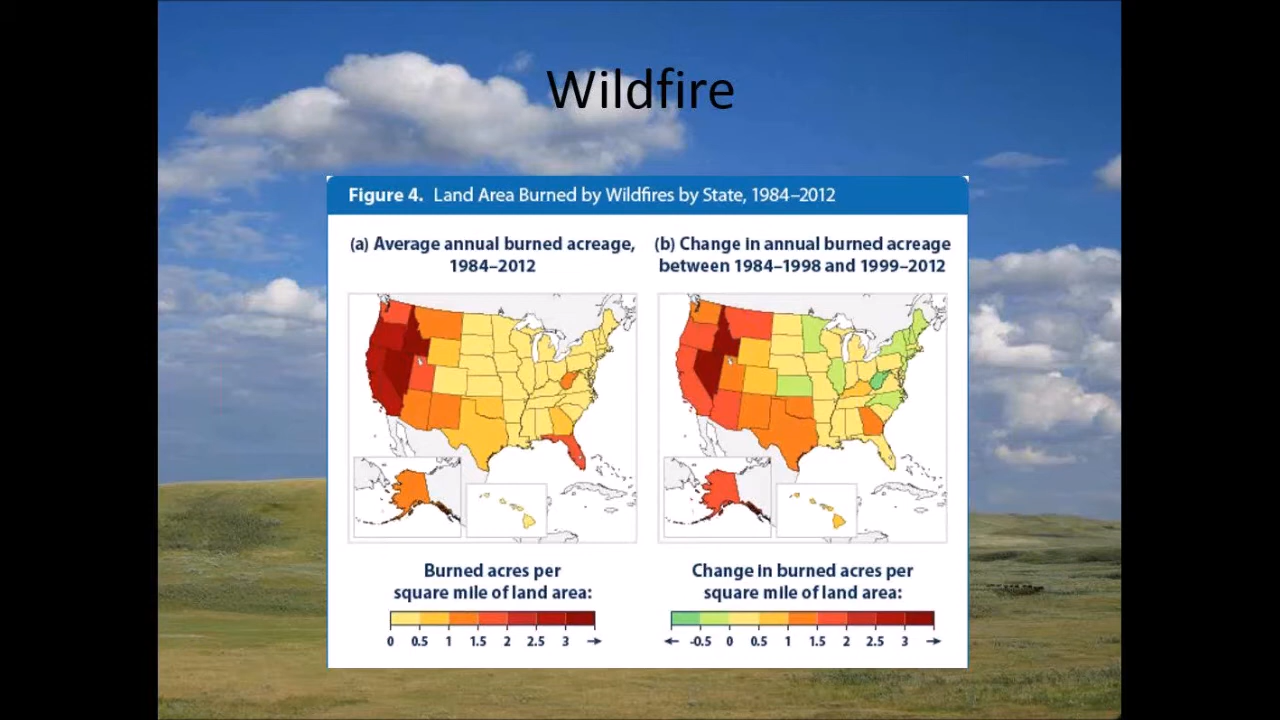 Wildfire
Figure 4. Land Area Burned by Wildfires by State, 1984–2012
(a) Average annual burned acreage,
1984–2012
(b) Change in annual burned acreage
between 1984–1998 and 1999–2012
Burned acres per
square mile of land area:
0 0.5 1 1.5 2 2.5 3
Change in burned acres per
square mile of land area:
-0.5 0 0.5 1 1.5 2 2.5 3